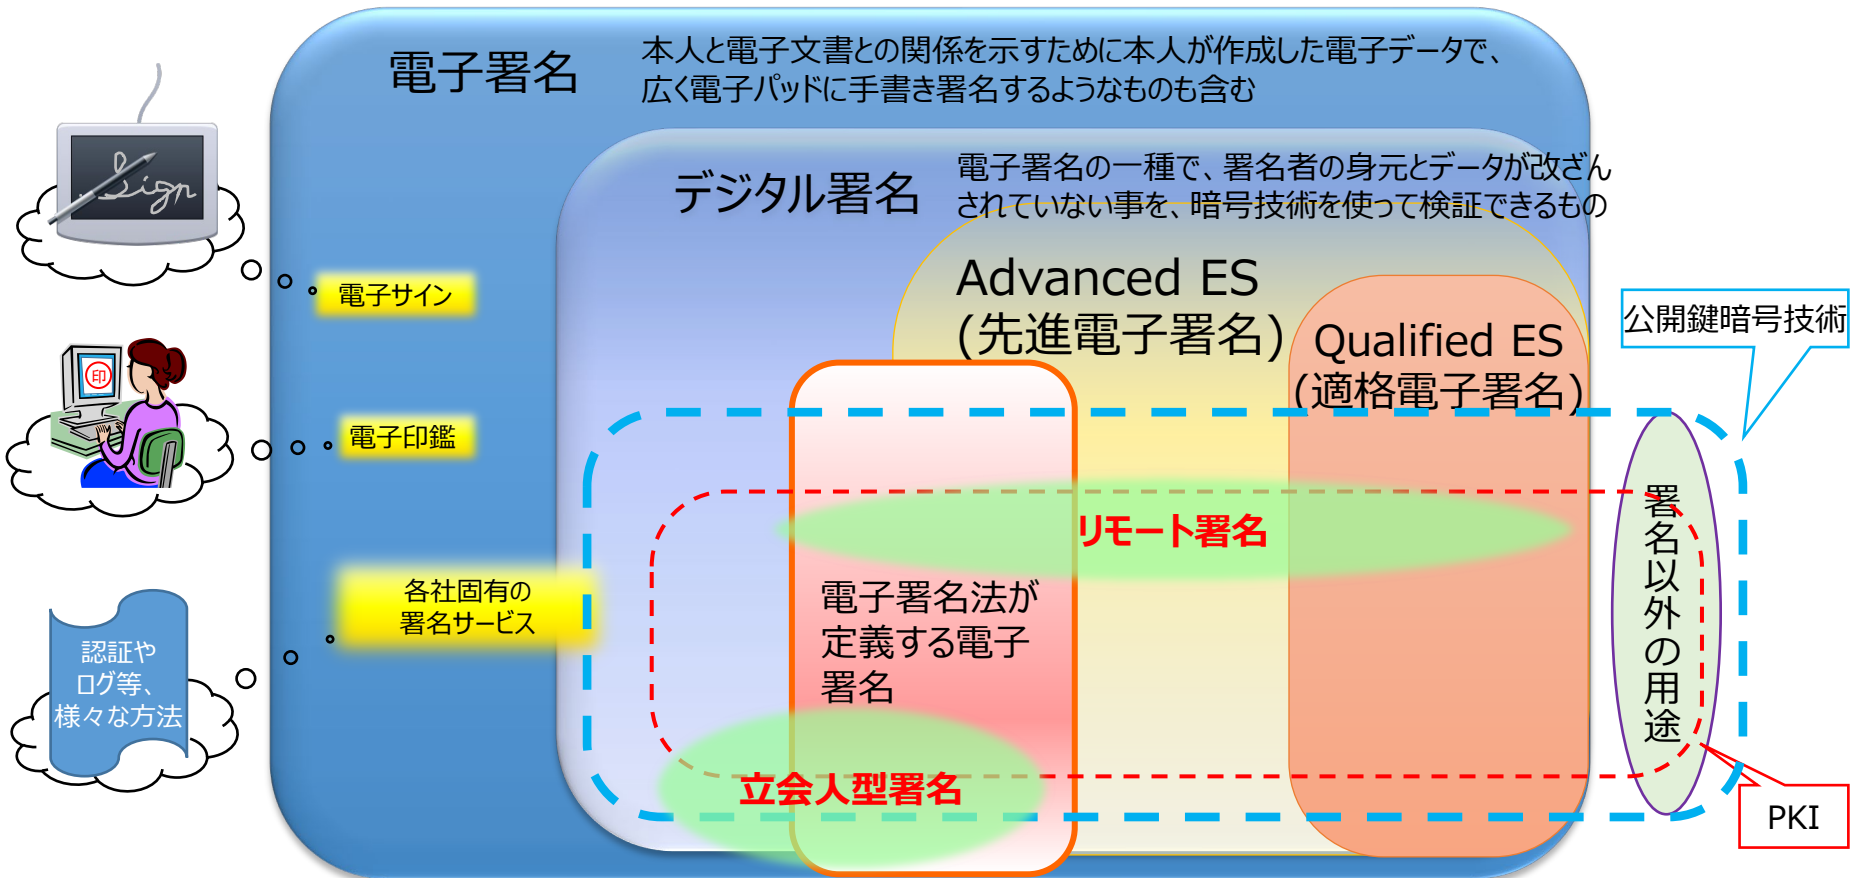 電子署名
本人と電子文書との関係を示すために本人が作成した電子データで、
広く電子パッドに手書き署名するようなものも含む
デジタル署名
電子署名の一種で、署名者の身元とデータが改ざん
されていない事を、暗号技術を使って検証できるもの
Sign
Advanced ES
(先進電子署名)
Qualified ES
(適格電子署名)
公開鍵暗号技術
電子サイン
印
電子印鑑
リモート署名
署名以外の用途
各社固有の
署名サービス
電子署名法が
定義する電子
署名
認証や
ログ等、
様々な方法
立会人型署名
PKI